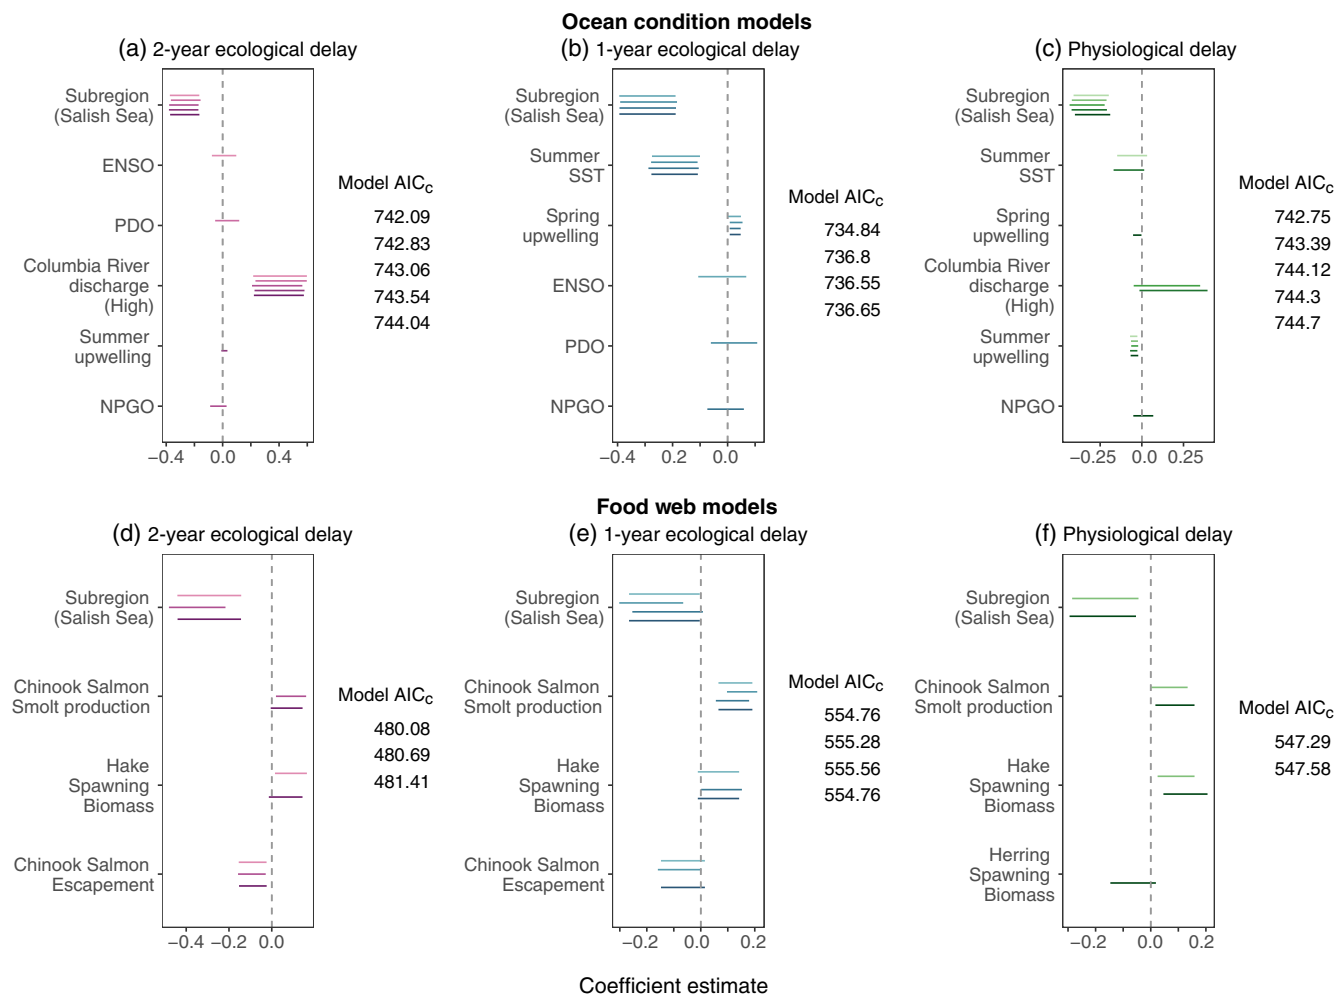 Ocean condition models
(a) 2-year ecological delay
Subregion
(Salish Sea)
ENSO
PDO
Columbia River
discharge
(High)
Summer
upwelling
NPGO
−0.4 0.0 0.4
Model AICc
742.09
742.83
743.06
743.54
744.04
(b) 1-year ecological delay
Subregion
(Salish Sea)
Summer
SST
Spring
upwelling
ENSO
PDO
NPGO
−0.4 0.2 0.0
Model AICc
734.84
736.8
736.55
736.65
(c) Physiological delay
Subregion
(Salish Sea)
Summer
SST
Spring
upwelling
Columbia River
discharge
(High)
Summer
upwelling
NPGO
−0.25 0.0 0.25
Model AICc
742.75
743.39
744.12
744.3
744.7
Food web models
(d) 2-year ecological delay
Subregion
(Salish Sea)
Chinook Salmon
Smolt production
Hake
Spawning
Biomass
Chinook Salmon
Escapement
−0.4 −0.2 0.0
Model AICc
480.08
480.69
481.41
(e) 1-year ecological delay
Subregion
(Salish Sea)
Chinook Salmon
Smolt production
Hake
Spawning
Biomass
Chinook Salmon
Escapement
−0.2 0.0 0.2
Model AICc
554.76
555.28
555.56
554.76
(f) Physiological delay
Subregion
(Salish Sea)
Chinook Salmon
Smolt production
Hake
Spawning
Biomass
Herring
Spawning
Biomass
−0.2 0.0 0.2
Model AICc
547.29
547.58
Coefficient estimate